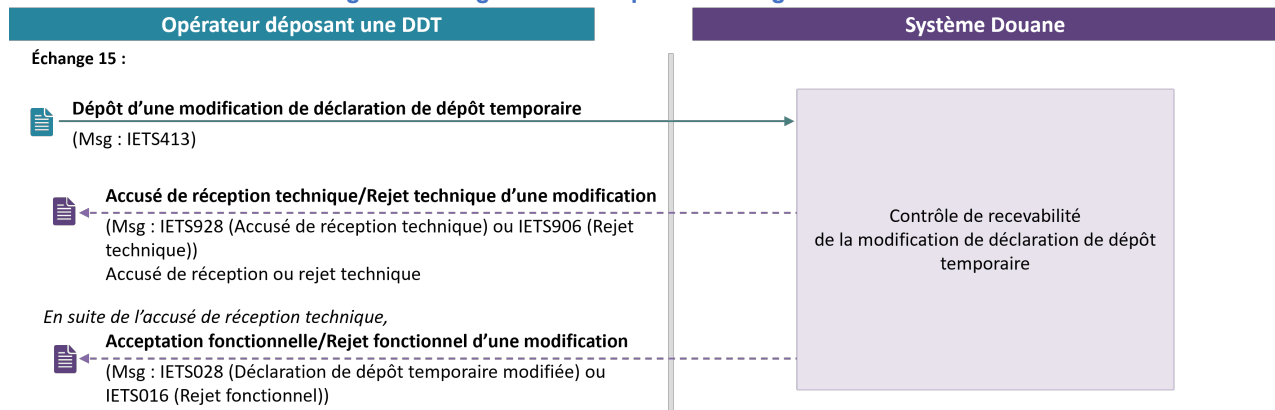 Opérateur déposant une DDT
Système Douane
Échange 15 :
Dépôt d’une modification de déclaration de dépôt temporaire
(Msg : IETS413)
Accusé de réception technique/Rejet technique d’une modification
(Msg : IETS928 (Accusé de réception technique) ou IETS906 (Rejet
technique))
Accusé de réception ou rejet technique
Contrôle de recevabilité
de la modification de déclaration de dépôt
temporaire
En suite de l’accusé de réception technique,
Acceptation fonctionnelle/Rejet fonctionnel d’une modification
(Msg : IETS028 (Déclaration de dépôt temporaire modifiée) ou
IETS016 (Rejet fonctionnel))